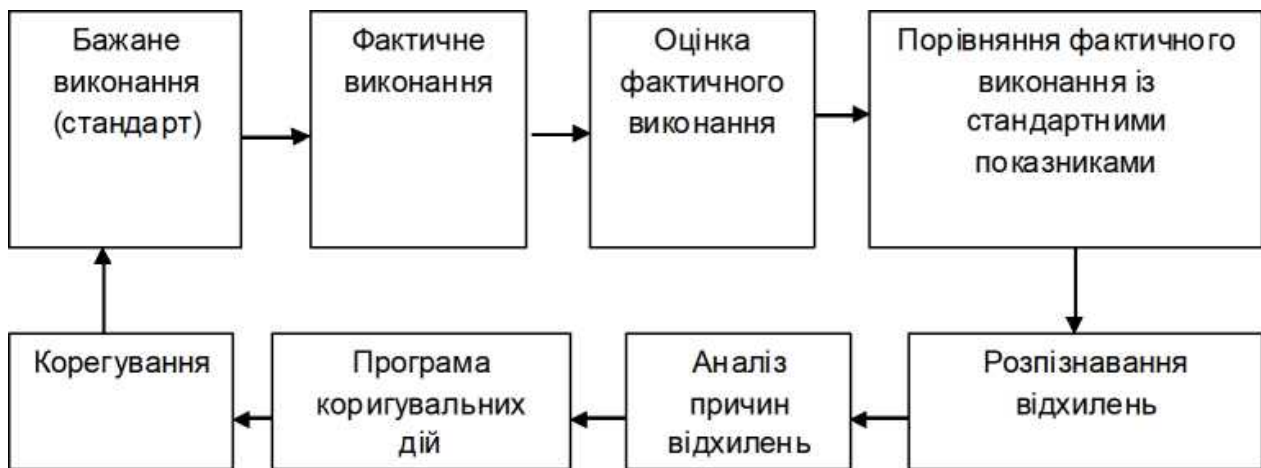 Бажане
виконання
(стандарт)
Фактичне
виконання
Оцінка
фактичного
виконання
Порівняння фактичного
виконання із
стандартними
показниками
Корегування
Програма
коригувальних
дій
Аналіз
причин
відхилень
Розпізнавання
відхилень